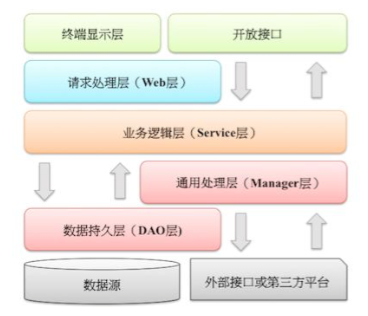 终端显示层
开放接口
请求处理层（Web层）
业务逻辑层（Service层）
通用处理层（Manager层）
数据持久层（DAO层)
数据源
外部接口或第三方平台